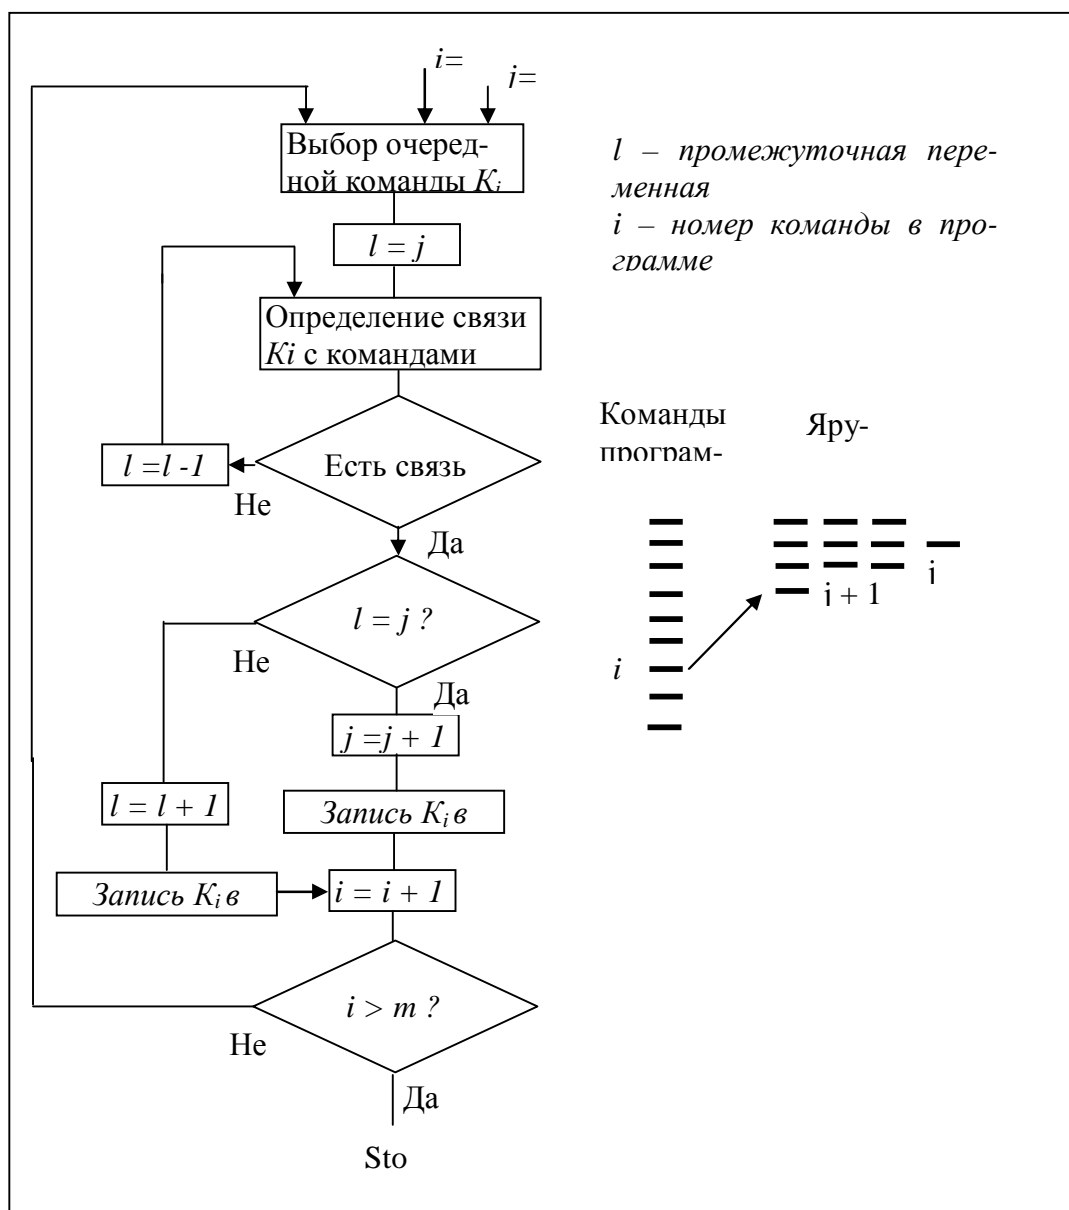 i=
j=
Выбор очеред-
ной команды Ki
l – промежуточная пере-
менная
i – номер команды в про-
грамме
l = j
Определение связи
Ki с командами
Команды
програм-
Яру-
Есть связь
l =l -1
Не
Да
l = j ?
Не
Да
j
j + 1
i
j =j + 1
l = l + 1
Запись Ki в
Запись Ki в
i = i + 1
i > m ?
Не
Да
Sto